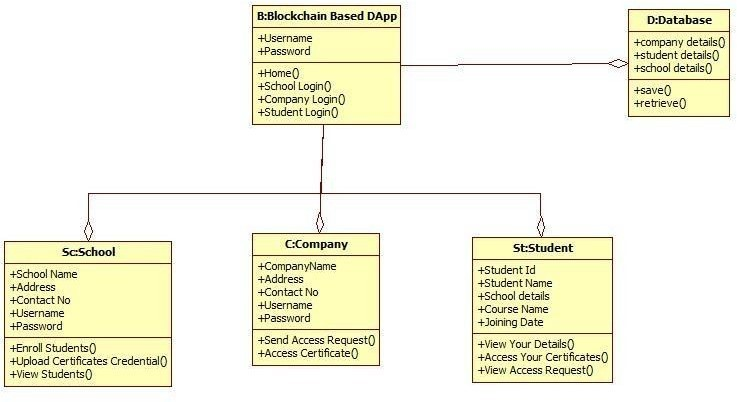 B:Blockchain Based DApp
+Username
+Password
+Home()
+School Login()
+Company Login()
+Student Login()
D:Database
+company details()
+student details()
+school details()
+save()
+retrieve()
Sc:School
+School Name
+Address
+Contact No
+Username
+Password
+Enroll Students()
+Upload Certificates Credential()
+View Students()
C:Company
+CompanyName
+Address
+Contact No
+Username
+Password
+Send Access Request()
+Access Certificate()
St:Student
+Student Id
+Student Name
+School details
+Course Name
+Joining Date
+View Your Details()
+Access Your Certificates()
+View Access Request()